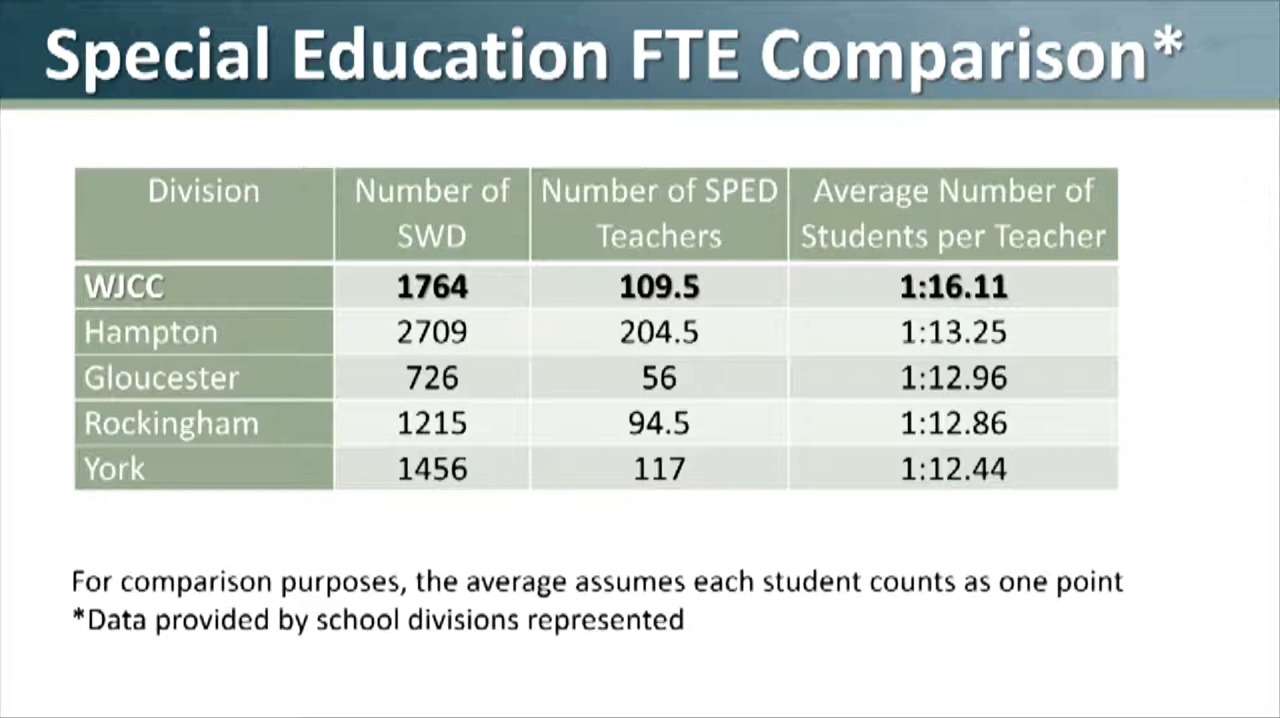 Special Education FTE Comparison*
Division Number of SWD Number of SPED Teachers Average Number of Students per Teacher
WJCC 1764 109.5 1:16.11
Hampton 2709 204.5 1:13.25
Gloucester 726 56 1:12.96
Rockingham 1215 94.5 1:12.86
York 1456 117 1:12.44
For comparison purposes, the average assumes each student counts as one point
*Data provided by school divisions represented